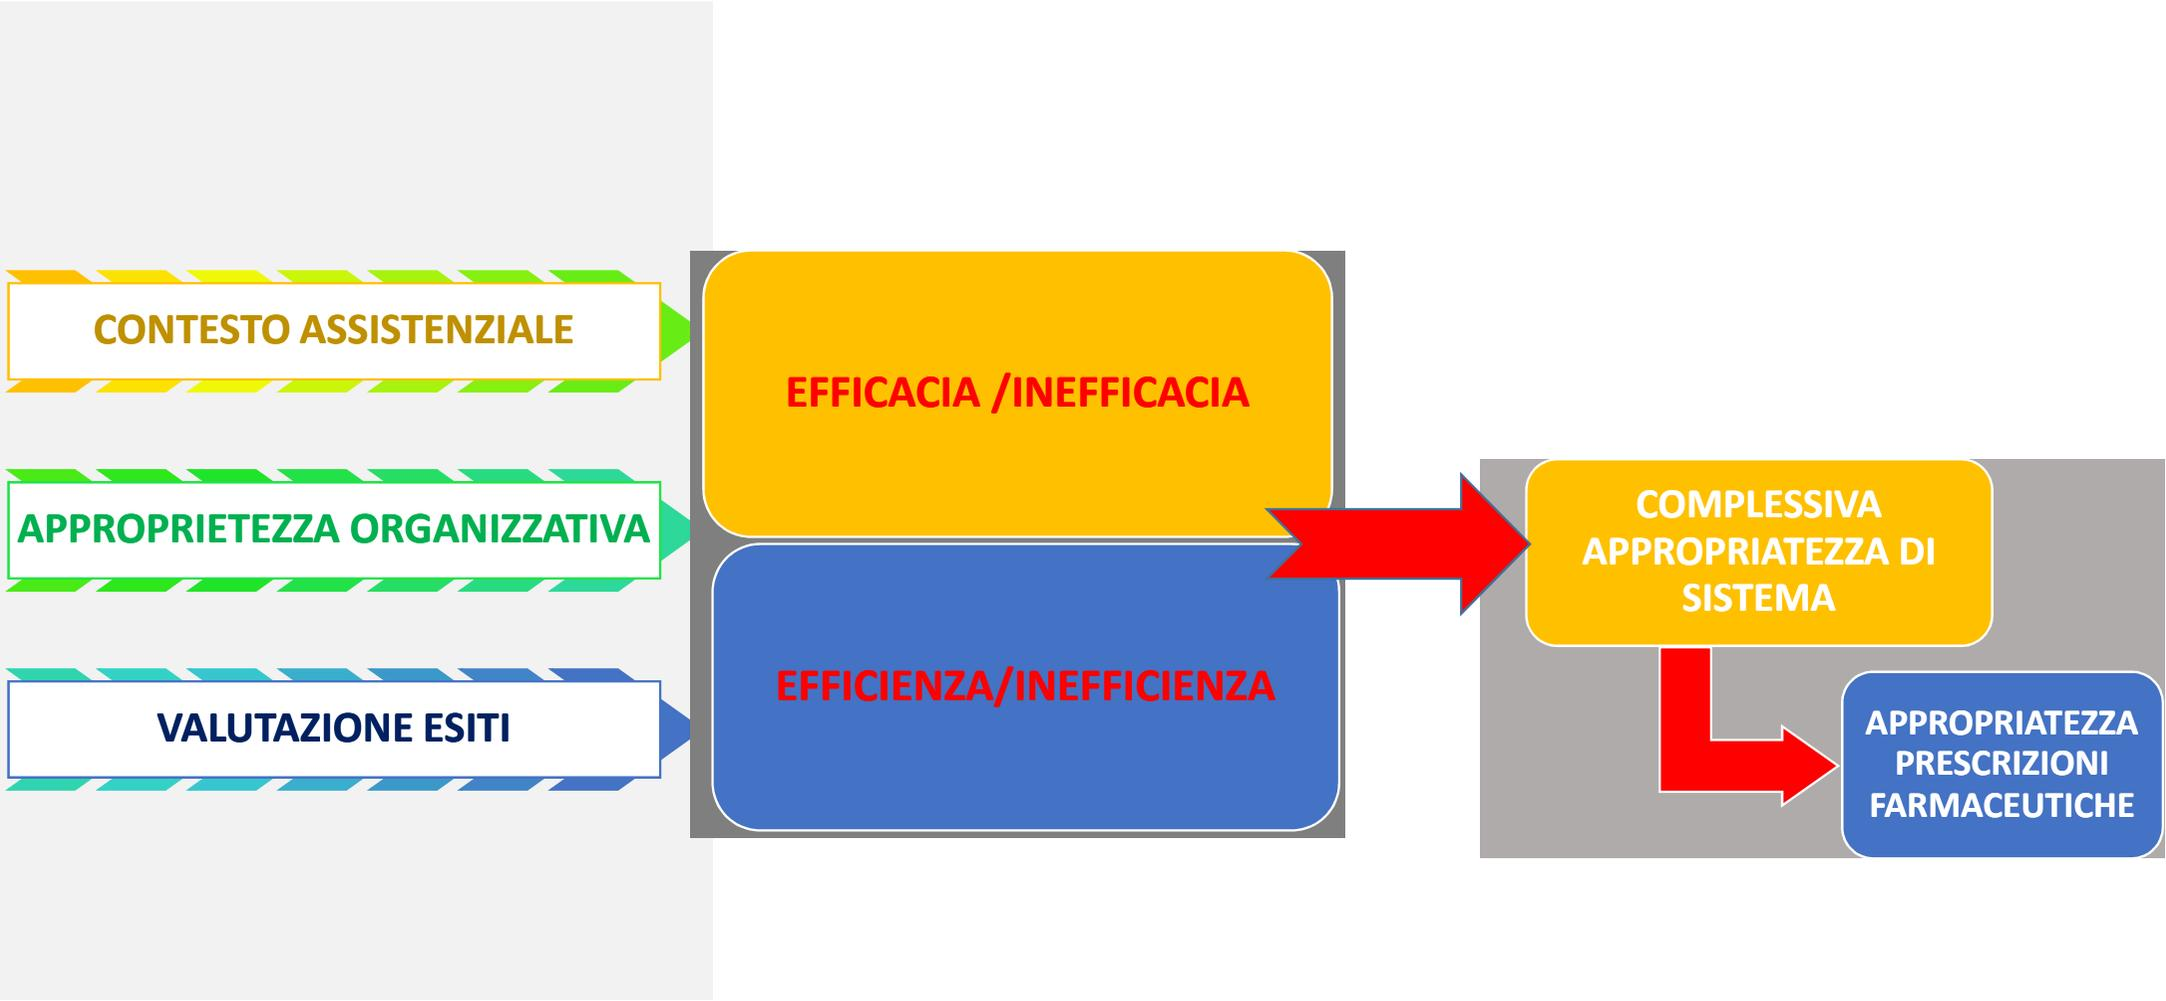 CONTESTO ASSISTENZIALE
APPROPRIETEZZA ORGANIZZATIVA
VALUTAZIONE ESITI
EFFICACIA /INEFFICACIA
EFFICIENZA/INEFFICIENZA
COMPLESSIVA
APPROPRIATEZZA DI
SISTEMA
APPROPRIATEZZA
PRESCRIZIONI
FARMACEUTICHE